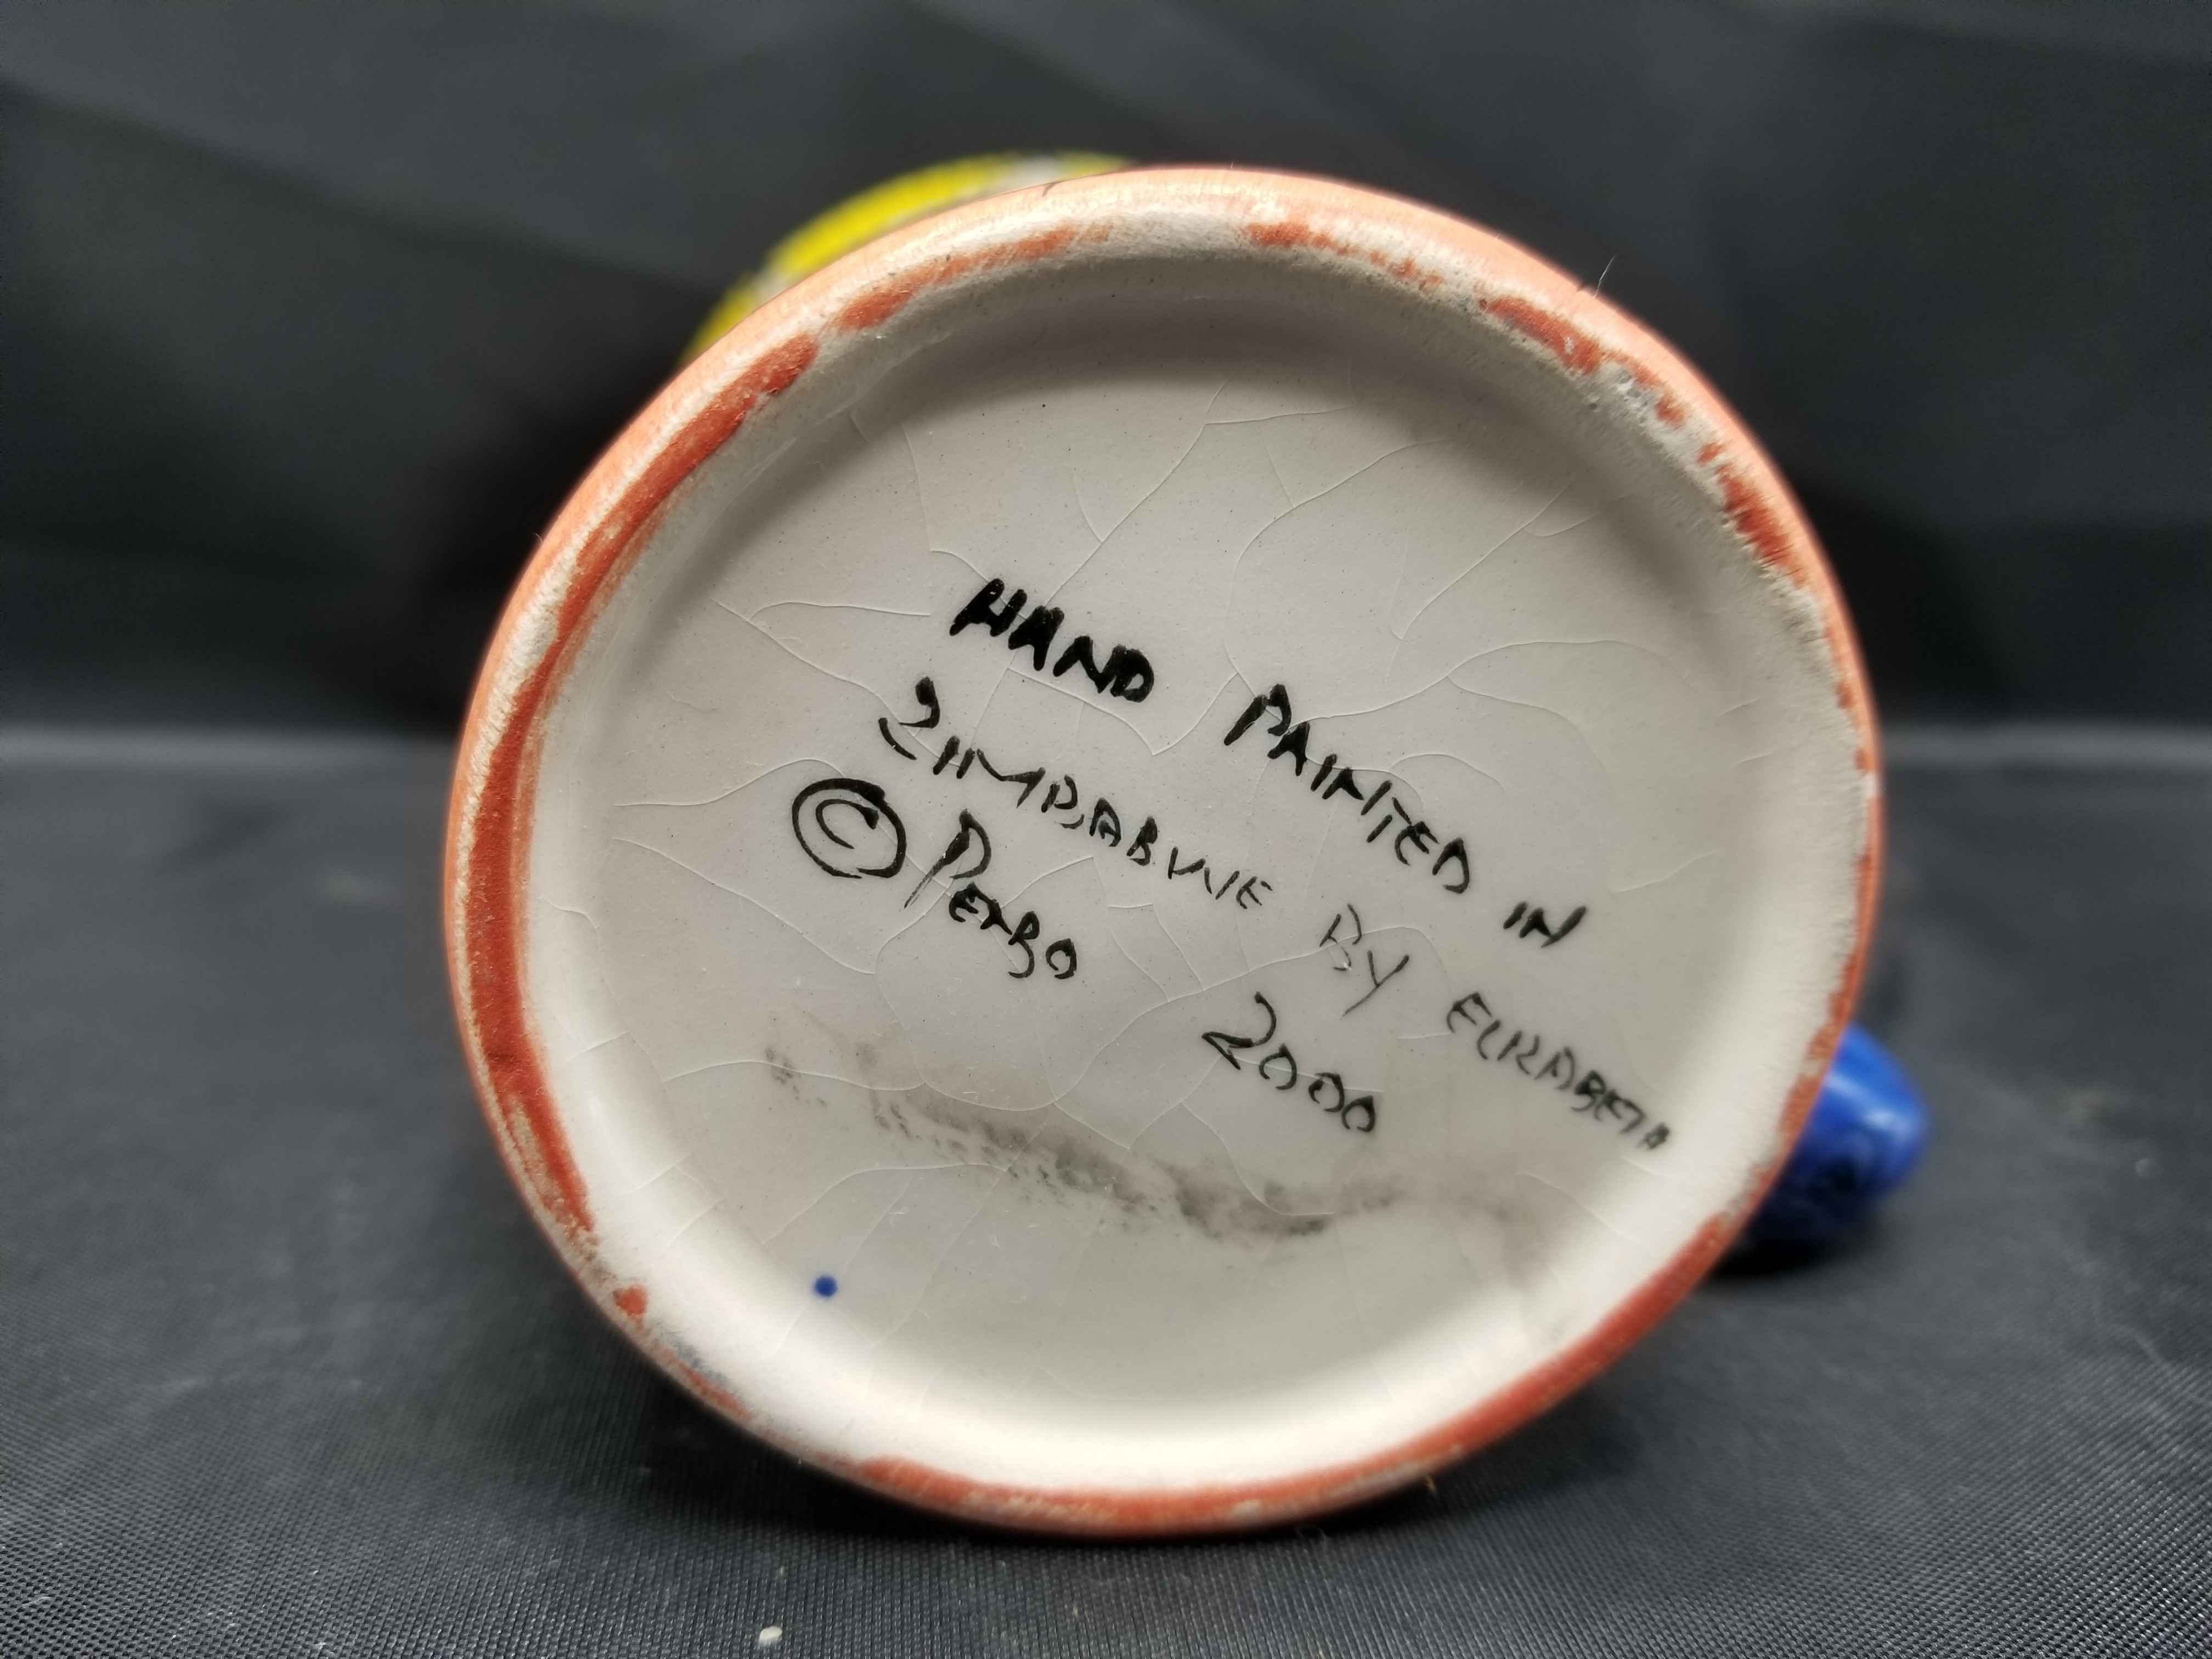 HAND PAINTED IN
ZIMBABWE BY ELIZABETH
© PENZO
2000